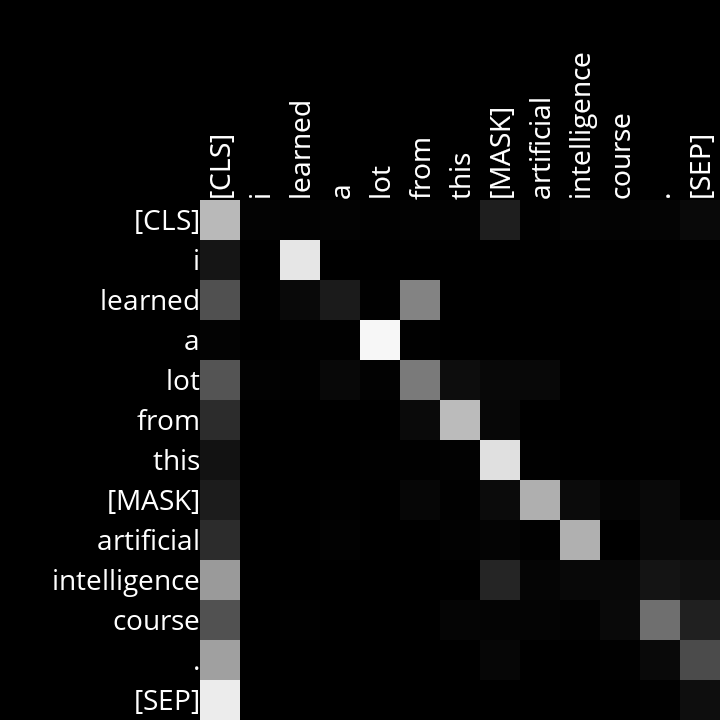 [CLS] i learned a lot from this [MASK] artificial intelligence course . [SEP]
[CLS]
i
learned
a
lot
from
this
[MASK]
artificial
intelligence
course
.
[SEP]